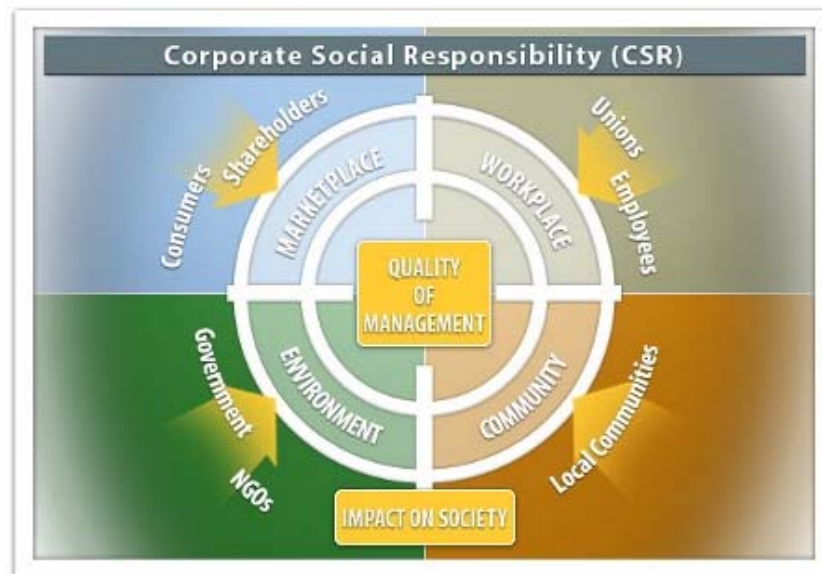 Corporate Social Responsibility (CSR)
Consumers
Shareholders
MARKETPLACE
WORKPLACE
Unions
Employees
QUALITY
OF
MANAGEMENT
Government
NGOs
ENVIRONMENT
COMMUNITY
Local Communities
IMPACT ON SOCIETY